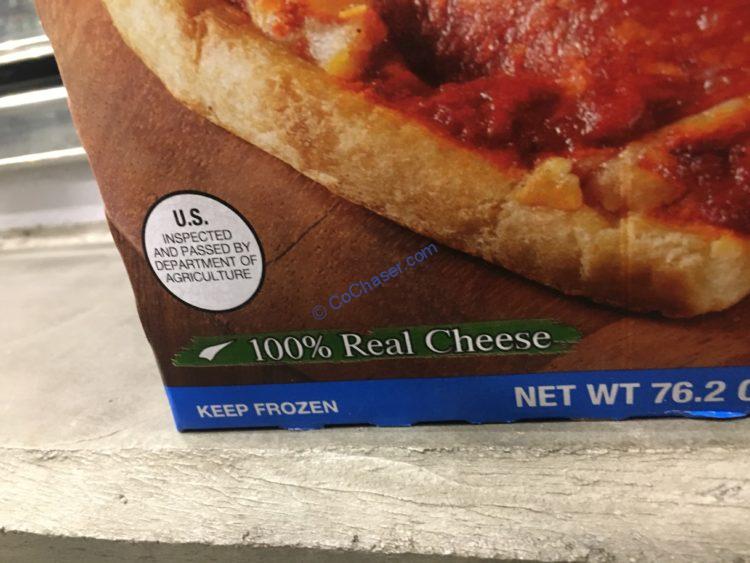 U.S.
INSPECTED
AND PASSED BY
DEPARTMENT OF
AGRICULTURE
© CoChaser.com
100% Real Cheese
KEEP FROZEN
NET WT 76.2